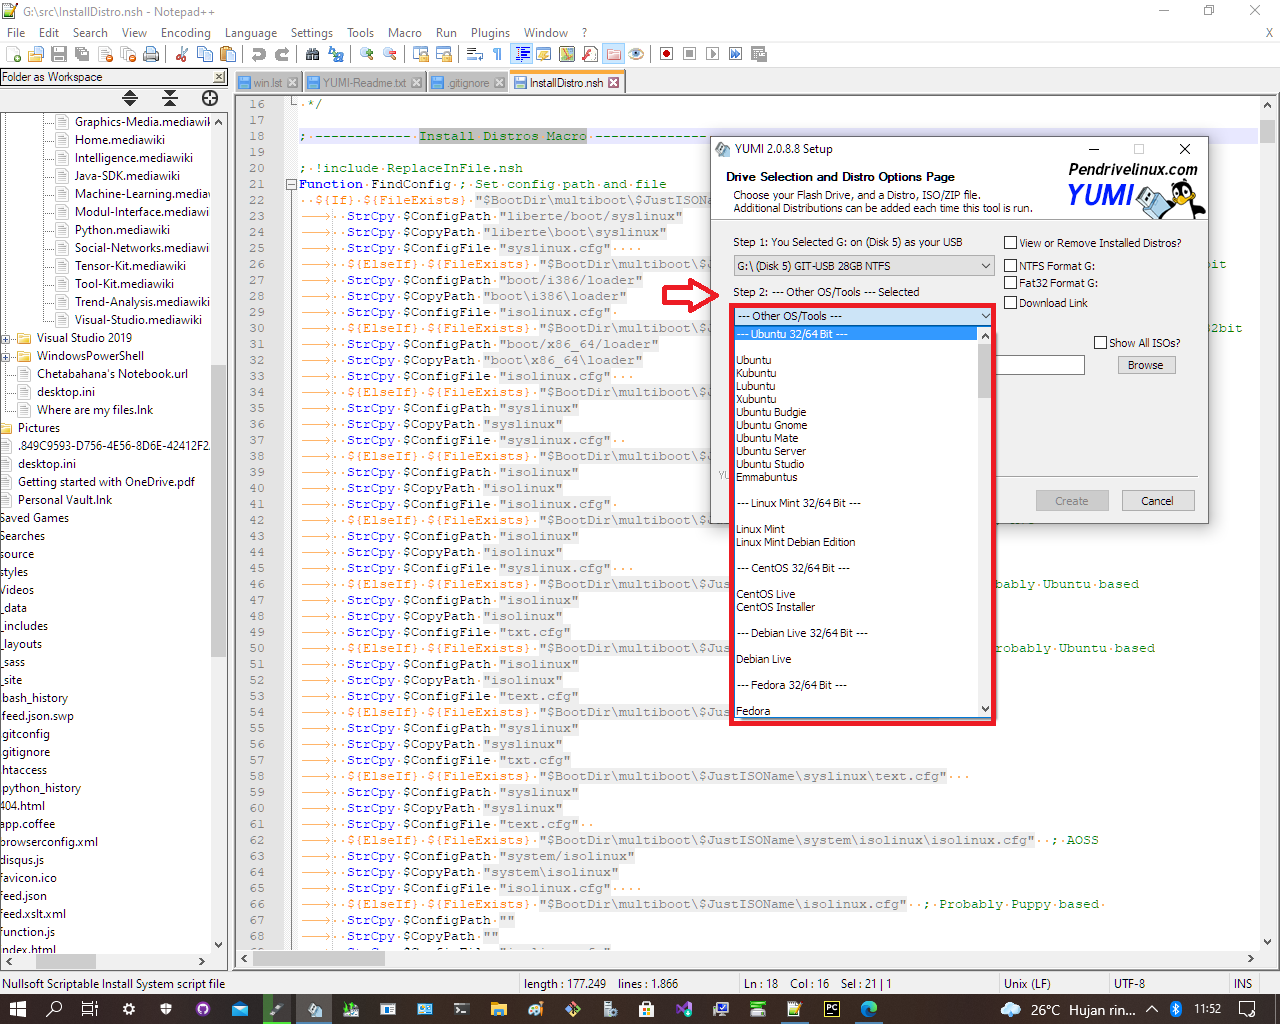 G:\src\InstallDistro.nsh - Notepad++
File Edit Search View Encoding Language Settings Tools Macro Run Plugins Window ? X
Folder as Workspace
win.lst YUMI-Readme.txt .gitignore InstallDistro.nsh
Graphics-Media.mediawiki
Home.mediawiki
Intelligence.mediawiki
Java-SDK.mediawiki
Machine-Learning.mediawi
Modul-Interface.mediawiki
Python.mediawiki
Social-Networks.mediawiki
Tensor-Kit.mediawiki
Tool-Kit.mediawiki
Trend-Analysis.mediawiki
Visual-Studio.mediawiki
Visual Studio 2019
WindowsPowerShell
Chetabahana's Notebook.url
desktop.ini
Where are my files.lnk
Pictures
.849C9593-D756-4E56-8D6E-42412F2
desktop.ini
Getting started with OneDrive.pdf
Personal Vault.lnk
Saved Games
Searches
source
styles
Videos
_data
_includes
_layouts
_sass
_site
bash_history
feed.json.swp
gitconfig
gitignore
htaccess
python_history
404.html
app.coffee
browserconfig.xml
disqus.js
favicon.ico
feed.json
feed.xslt.xml
function.js
index.html
16 */
17
18 ; ------------ Install Distros Macro --------------
19
20 ; !include ReplaceInFile.nsh
21 Function FindConfig ; Set config path and file
22 ${If} ${FileExists} "$BootDir\multiboot\$JustISONa
23 StrCpy $ConfigPath "liberte/boot/syslinux"
24 StrCpy $CopyPath "liberte\boot\syslinux"
25 StrCpy $ConfigFile "syslinux.cfg"
26 ${ElseIf} ${FileExists} "$BootDir\multiboot\$Ju bit
27 StrCpy $ConfigPath "boot/i386/loader"
28 StrCpy $CopyPath "boot\i386\loader"
29 StrCpy $ConfigFile "isolinux.cfg"
30 ${ElseIf} ${FileExists} "$BootDir\multiboot\$Jus 2bit
31 StrCpy $ConfigPath "boot/x86_64/loader"
32 StrCpy $CopyPath "boot\x86_64\loader"
33 StrCpy $ConfigFile "isolinux.cfg"
34 ${ElseIf} ${FileExists} "$BootDir\multiboot\$Jus
35 StrCpy $ConfigPath "syslinux"
36 StrCpy $CopyPath "syslinux"
37 StrCpy $ConfigFile "syslinux.cfg"
38 ${ElseIf} ${FileExists} "$BootDir\multiboot\$Jus
39 StrCpy $ConfigPath "isolinux"
40 StrCpy $CopyPath "isolinux"
41 StrCpy $ConfigFile "isolinux.cfg"
42 ${ElseIf} ${FileExists} "$BootDir\multiboot\$Jus
43 StrCpy $ConfigPath "isolinux"
44 StrCpy $CopyPath "isolinux"
45 StrCpy $ConfigFile "syslinux.cfg"
46 ${ElseIf} ${FileExists} "$BootDir\multiboot\$Jus bably Ubuntu based
47 StrCpy $ConfigPath "isolinux"
48 StrCpy $CopyPath "isolinux"
49 StrCpy $ConfigFile "txt.cfg"
50 ${ElseIf} ${FileExists} "$BootDir\multiboot\$Jus robably Ubuntu based
51 StrCpy $ConfigPath "isolinux"
52 StrCpy $CopyPath "isolinux"
53 StrCpy $ConfigFile "text.cfg"
54 ${ElseIf} ${FileExists} "$BootDir\multiboot\$Jus
55 StrCpy $ConfigPath "syslinux"
56 StrCpy $CopyPath "syslinux"
57 StrCpy $ConfigFile "txt.cfg"
58 ${ElseIf} ${FileExists} "$BootDir\multiboot\$JustISOName\syslinux\text.cfg"
59 StrCpy $ConfigPath "syslinux"
60 StrCpy $CopyPath "syslinux"
61 StrCpy $ConfigFile "text.cfg"
62 ${ElseIf} ${FileExists} "$BootDir\multiboot\$JustISOName\system\isolinux\isolinux.cfg" ; AOSS
63 StrCpy $ConfigPath "system/isolinux"
64 StrCpy $CopyPath "system\isolinux"
65 StrCpy $ConfigFile "isolinux.cfg"
66 ${ElseIf} ${FileExists} "$BootDir\multiboot\$JustISOName\isolinux.cfg" ; Probably Puppy based
67 StrCpy $ConfigPath ""
68 StrCpy $CopyPath ""
YUMI 2.0.8.8 Setup
Drive Selection and Distro Options Page
Choose your Flash Drive, and a Distro, ISO/ZIP file.
Additional Distributions can be added each time this tool is run.
Pendrivelinux.com
YUMI
Step 1: You Selected G: on (Disk 5) as your USB
View or Remove Installed Distros?
G:\ (Disk 5) GIT-USB 28GB NTFS
NTFS Format G:
Fat32 Format G:
Step 2: --- Other OS/Tools --- Selected
Download Link
--- Other OS/Tools ---
--- Ubuntu 32/64 Bit ---
Show All ISOs?
Browse
Ubuntu
Kubuntu
Lubuntu
Xubuntu
Ubuntu Budgie
Ubuntu Gnome
Ubuntu Mate
Ubuntu Server
Ubuntu Studio
Emmabuntus
--- Linux Mint 32/64 Bit ---
Linux Mint
Linux Mint Debian Edition
--- CentOS 32/64 Bit ---
CentOS Live
CentOS Installer
--- Debian Live 32/64 Bit ---
Debian Live
--- Fedora 32/64 Bit ---
Fedora
YU
Create Cancel
Nullsoft Scriptable Install System script file length : 177.249 lines : 3.866 Ln : 18 Col : 16 Sel : 21 | 1 Unix (LF) UTF-8 INS
PC 26°C Hujan rin... 11:52